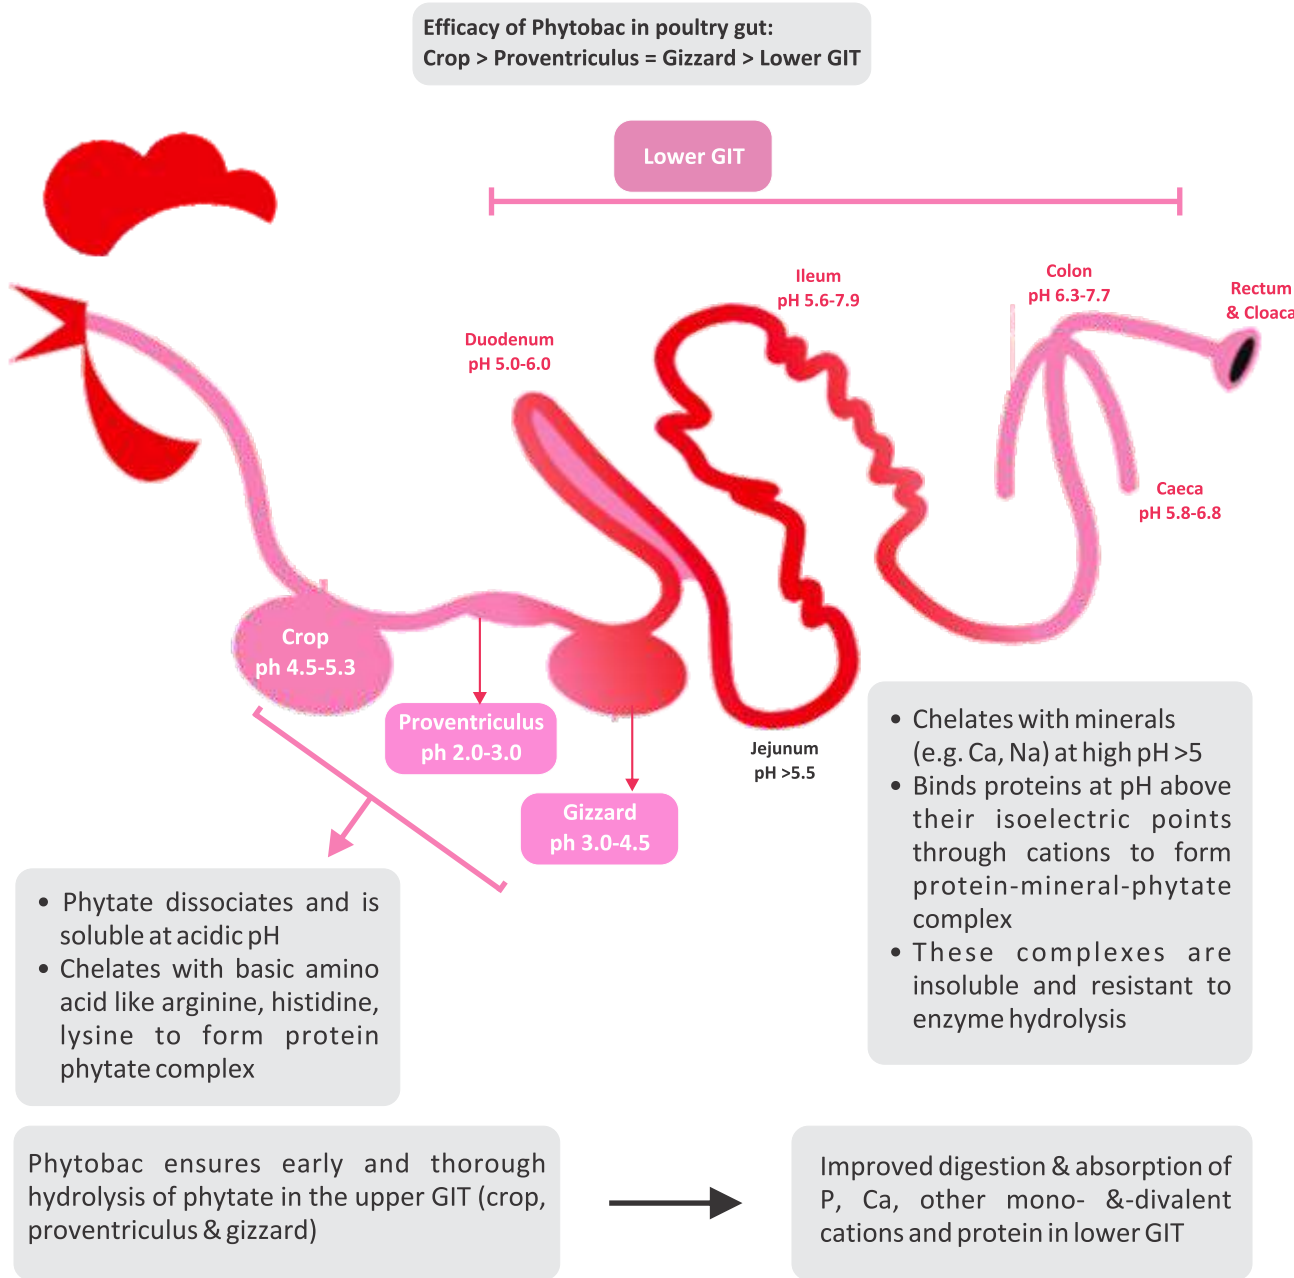 Efficacy of Phytobac in poultry gut:
Crop > Proventriculus = Gizzard > Lower GIT
Lower GIT
Ileum
pH 5.6-7.9
Colon
pH 6.3-7.7
Rectum
& Cloaca
Duodenum
pH 5.0-6.0
Caeca
pH 5.8-6.8
Crop
ph 4.5-5.3
Proventriculus
ph 2.0-3.0
Jejunum
pH >5.5
Gizzard
ph 3.0-4.5
• Phytate dissociates and is
soluble at acidic pH
• Chelates with basic amino
acid like arginine, histidine,
lysine to form protein
phytate complex
• Chelates with minerals
(e.g. Ca, Na) at high pH >5
• Binds proteins at pH above
their isoelectric points
through cations to form
protein-mineral-phytate
complex
• These complexes are
insoluble and resistant to
enzyme hydrolysis
Phytobac ensures early and thorough
hydrolysis of phytate in the upper GIT (crop,
proventriculus & gizzard)
Improved digestion & absorption of
P, Ca, other mono- &-divalent
cations and protein in lower GIT